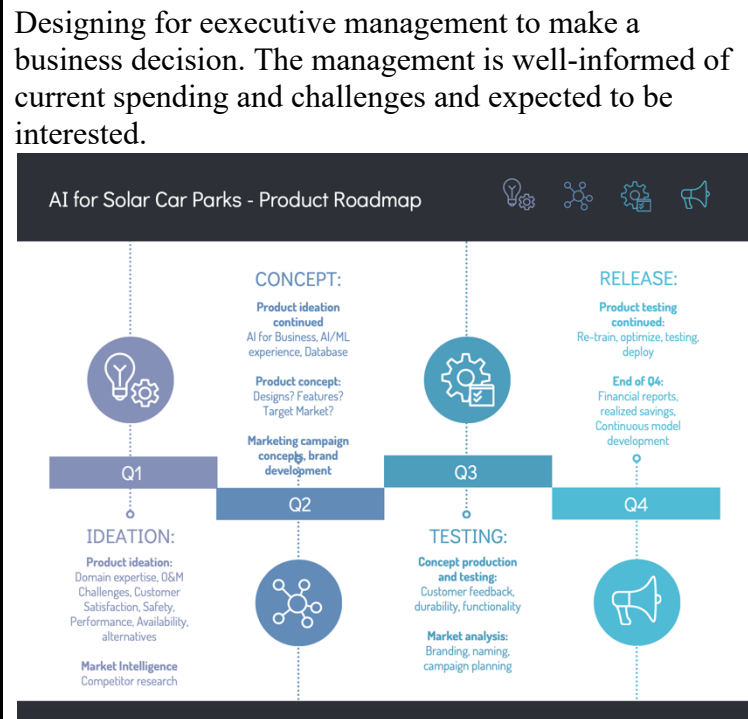 Designing for eexecutive management to make a
business decision. The management is well-informed of
current spending and challenges and expected to be
interested.
AI for Solar Car Parks - Product Roadmap
CONCEPT:
Product ideation
continued
AI for Business, AI/ML
experience, Database
Product concept:
Designs? Features?
Target Market?
Marketing campaign
concepts, brand
development
RELEASE:
Product testing
continued:
Re-train, optimize, testing,
deploy
End of Q4:
Financial reports,
realized savings,
Continuous model
development
Q1
Q2
Q3
Q4
IDEATION:
Product ideation:
Domain expertise, O&M
Challenges, Customer
Satisfaction, Safety,
Performance, Availability,
alternatives
Market Intelligence
Competitor research
TESTING:
Concept production
and testing:
Customer feedback,
durability, functionality
Market analysis:
Branding, naming,
campaign planning